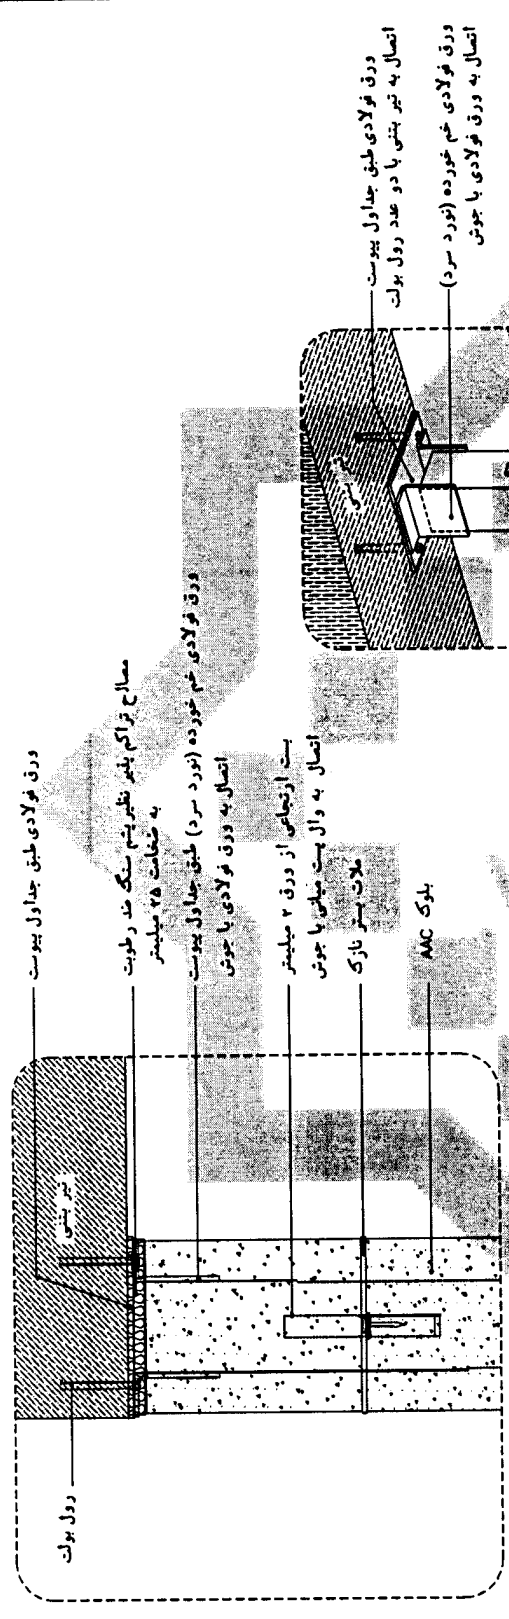 ورق فولادی طبق جداول پیوست
اتصال به تیر بتنی با دو عدد رول بولت
ورق فولادی خم خورده (نورد سرد)
اتصال به ورق فولادی با جوش
تیر بتنی
ورق فولادی طبق جداول پیوست
مصالح تراکم پذیر نظیر پشم سنگ ضد رطوبت
به ضخامت ۲۵ میلیمتر
ورق فولادی خم خورده (نورد سرد) طبق جداول پیوست
اتصال به ورق فولادی با جوش
بست ارتجاعی از ورق ۲ میلیمتر
اتصال به وال پست میانی با جوش
ملات بستر نازک
بلوک AAC
تیر بتنی
رول بولت